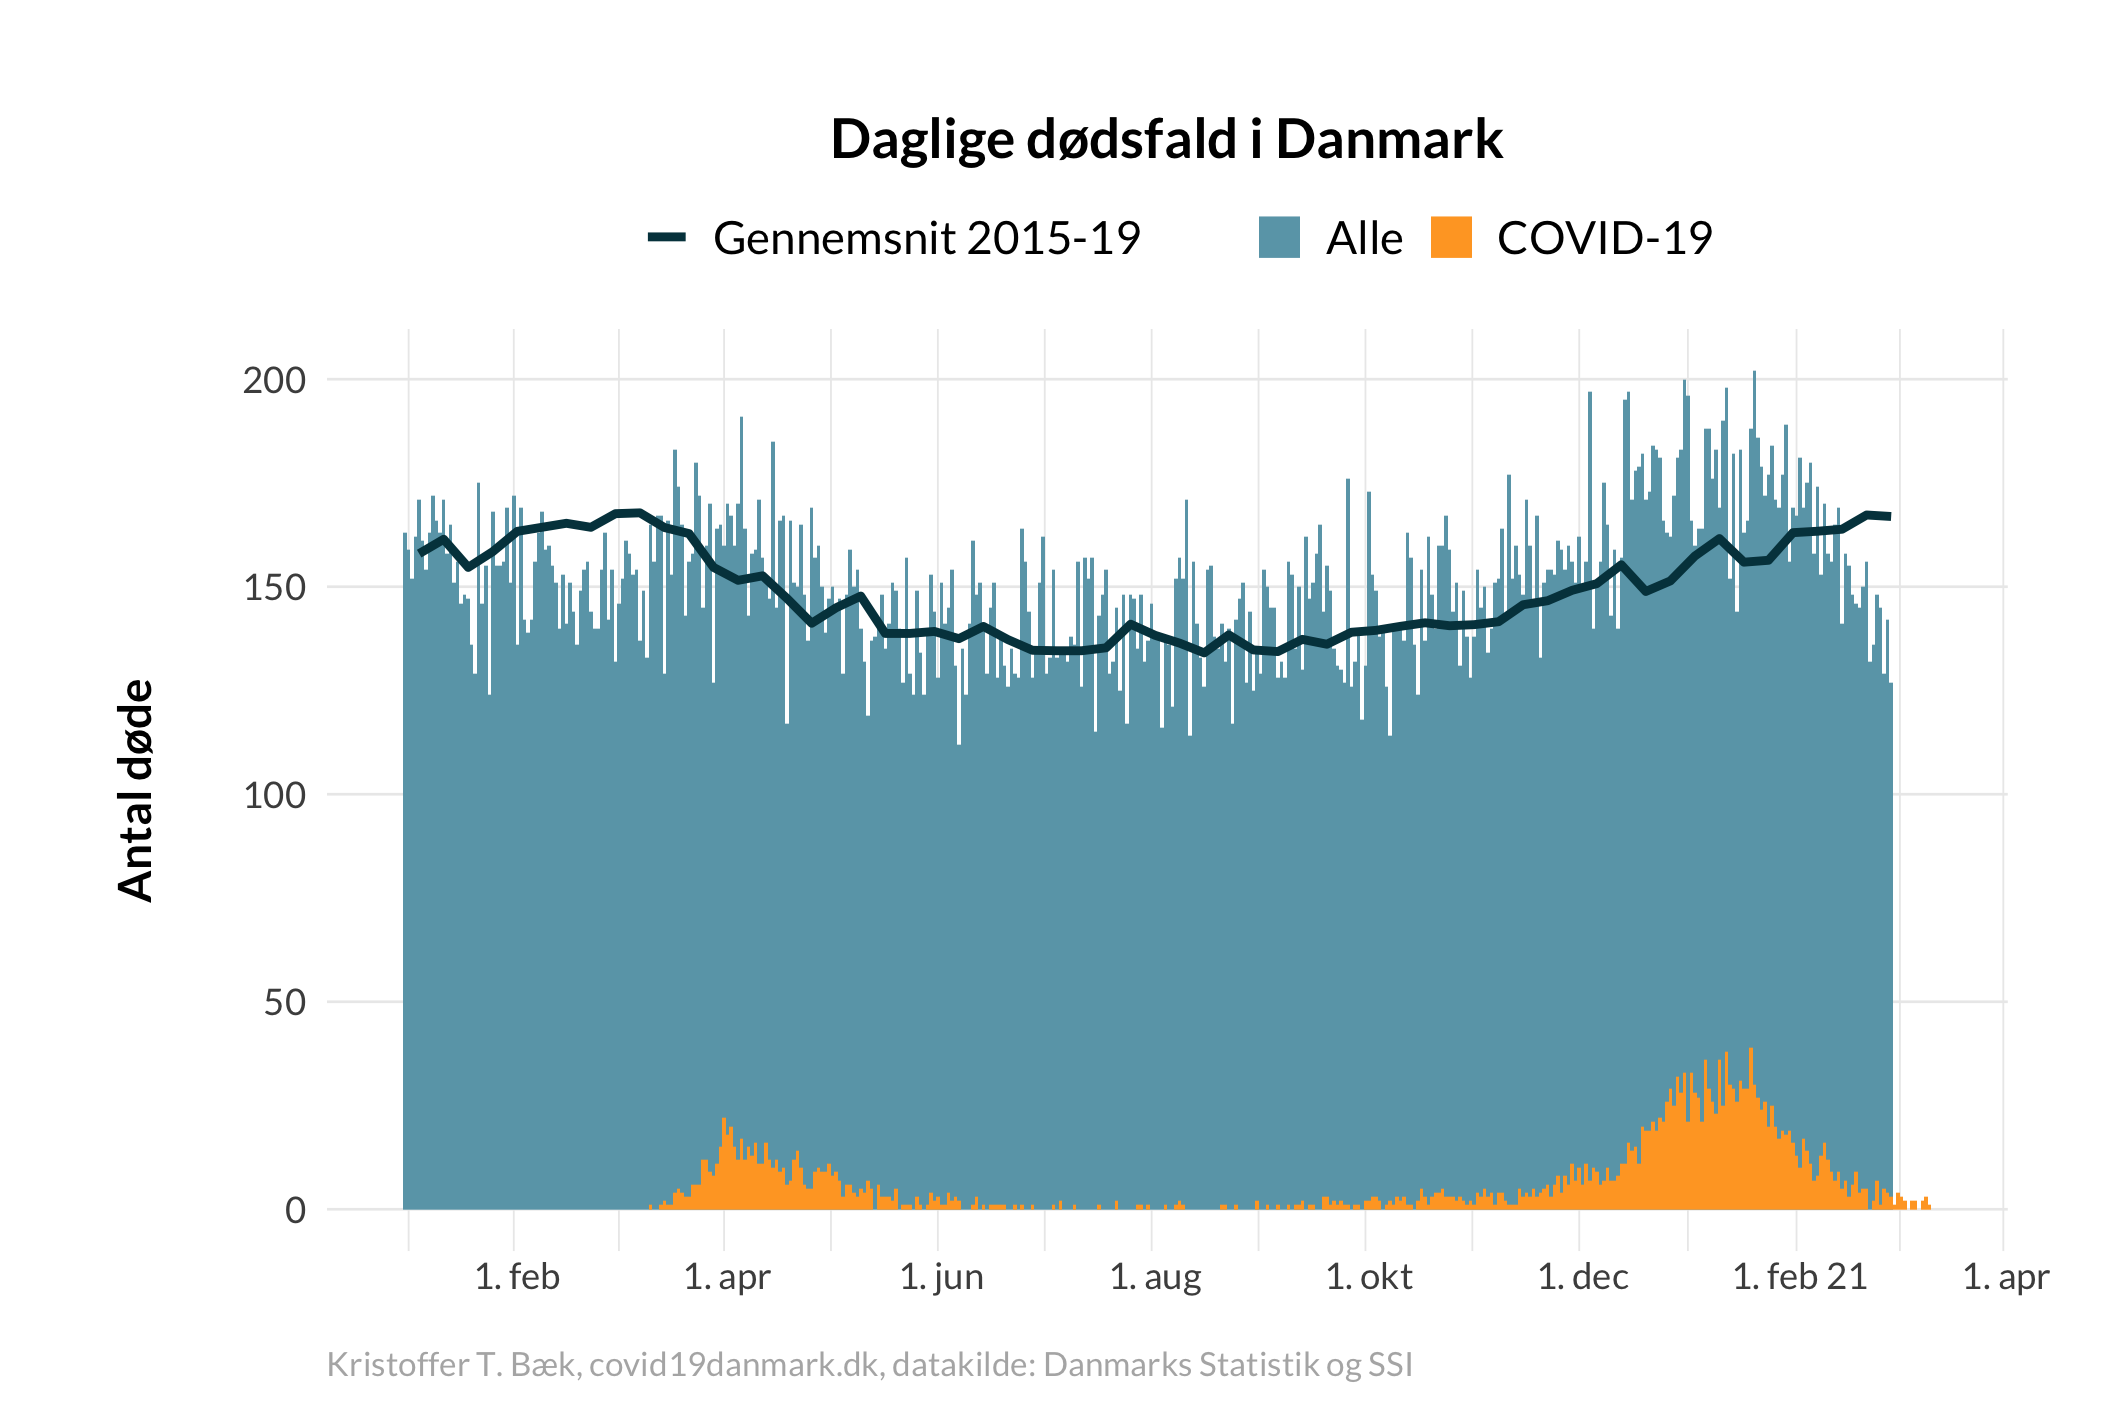 Daglige dødsfald i Danmark
Gennemsnit 2015-19 Alle COVID-19
Antal døde
200
150
100
50
0
1. feb 1. apr 1. jun 1. aug 1. okt 1. dec 1. feb 21 1. apr
Kristoffer T. Bæk, covid19danmark.dk, datakilde: Danmarks Statistik og SSI